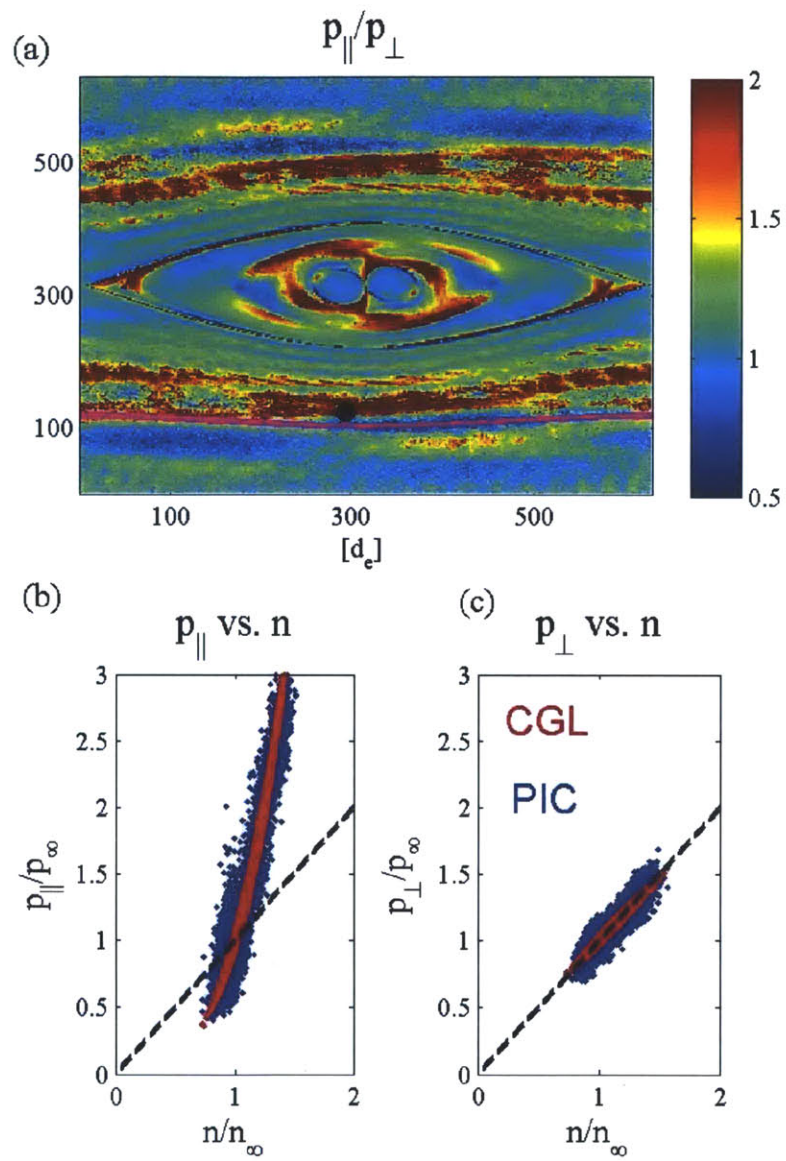 (a)
p∥/p⊥
500
300
100
100 300 500
[dₑ]
2
1.5
1
0.5
(b)
p∥ vs. n
3
2.5
2
1.5
1
0.5
0
p∥/p∞
0 1 2
n/n∞
(c)
p⊥ vs. n
CGL
PIC
3
2.5
2
1.5
1
0.5
0
p⊥/p∞
0 1 2
n/n∞